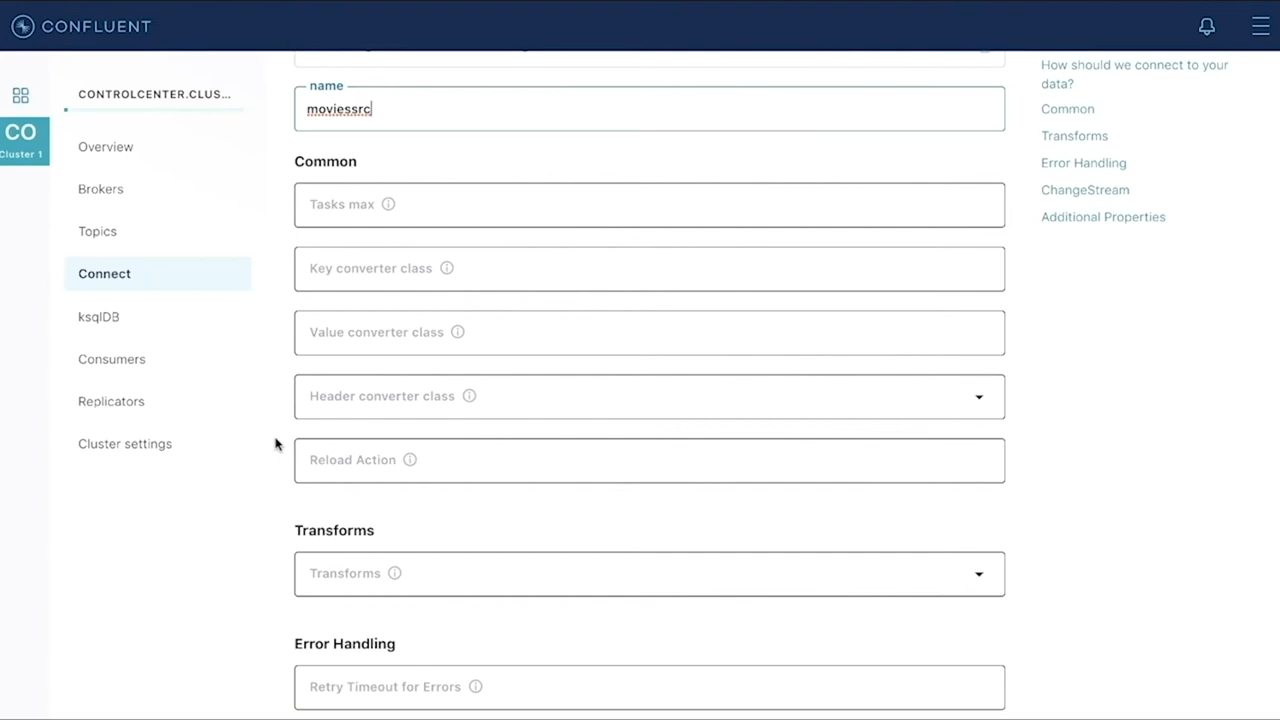 CONFLUENT
CONTROLCENTER.CLUS...
CO
Cluster 1
Overview
Brokers
Topics
Connect
ksqlDB
Consumers
Replicators
Cluster settings
name
moviessrc
Common
Tasks max
Key converter class
Value converter class
Header converter class
Reload Action
Transforms
Transforms
Error Handling
Retry Timeout for Errors
How should we connect to your
data?
Common
Transforms
Error Handling
ChangeStream
Additional Properties